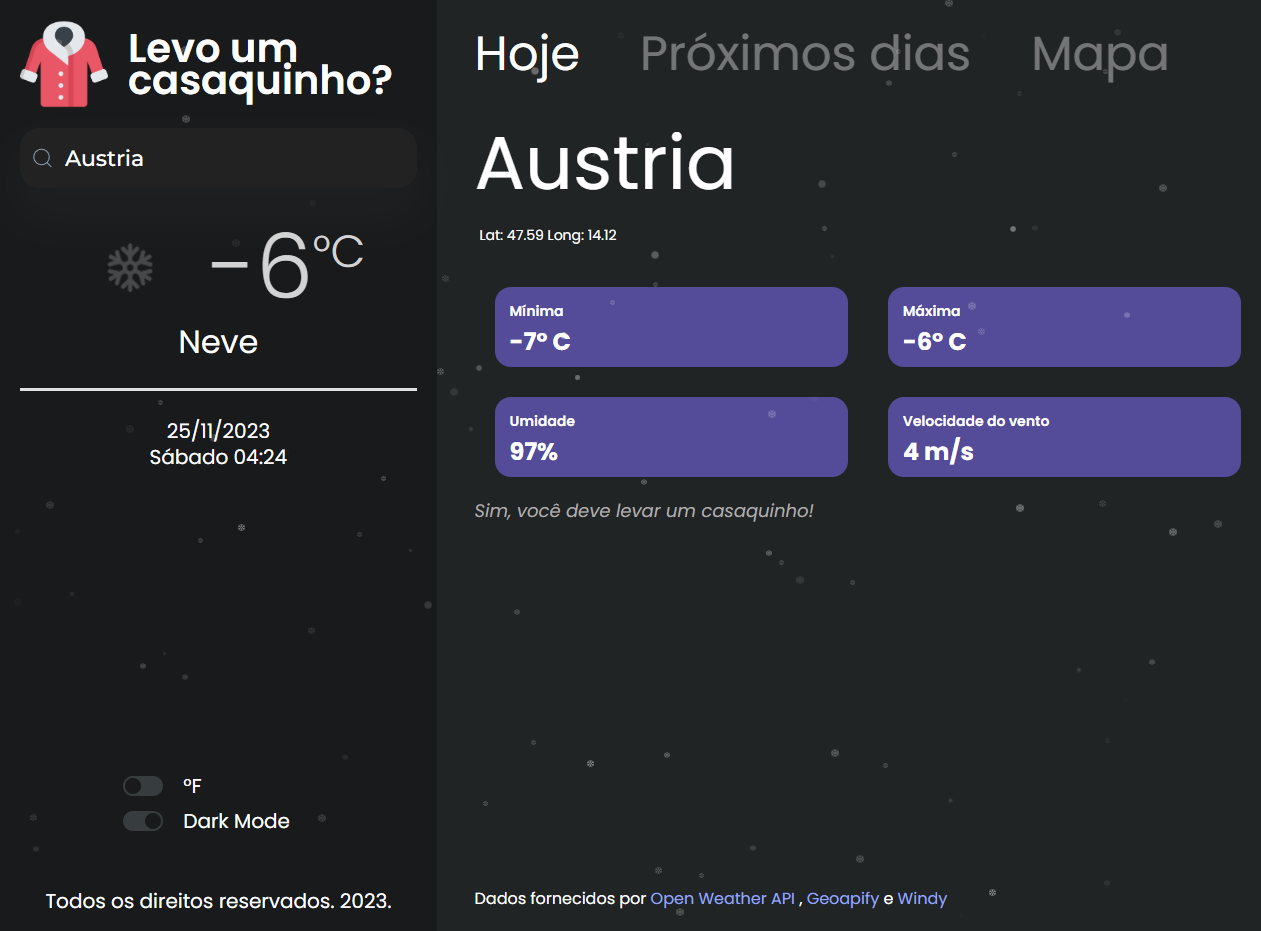 Levo um
casaquinho?
Austria
-6°C
Neve
25/11/2023
Sábado 04:24
°F
Dark Mode
Todos os direitos reservados. 2023.
Hoje Próximos dias Mapa
Austria
Lat: 47.59 Long: 14.12
Mínima
-7° C
Máxima
-6° C
Umidade
97%
Velocidade do vento
4 m/s
Sim, você deve levar um casaquinho!
Dados fornecidos por Open Weather API , Geoapify e Windy